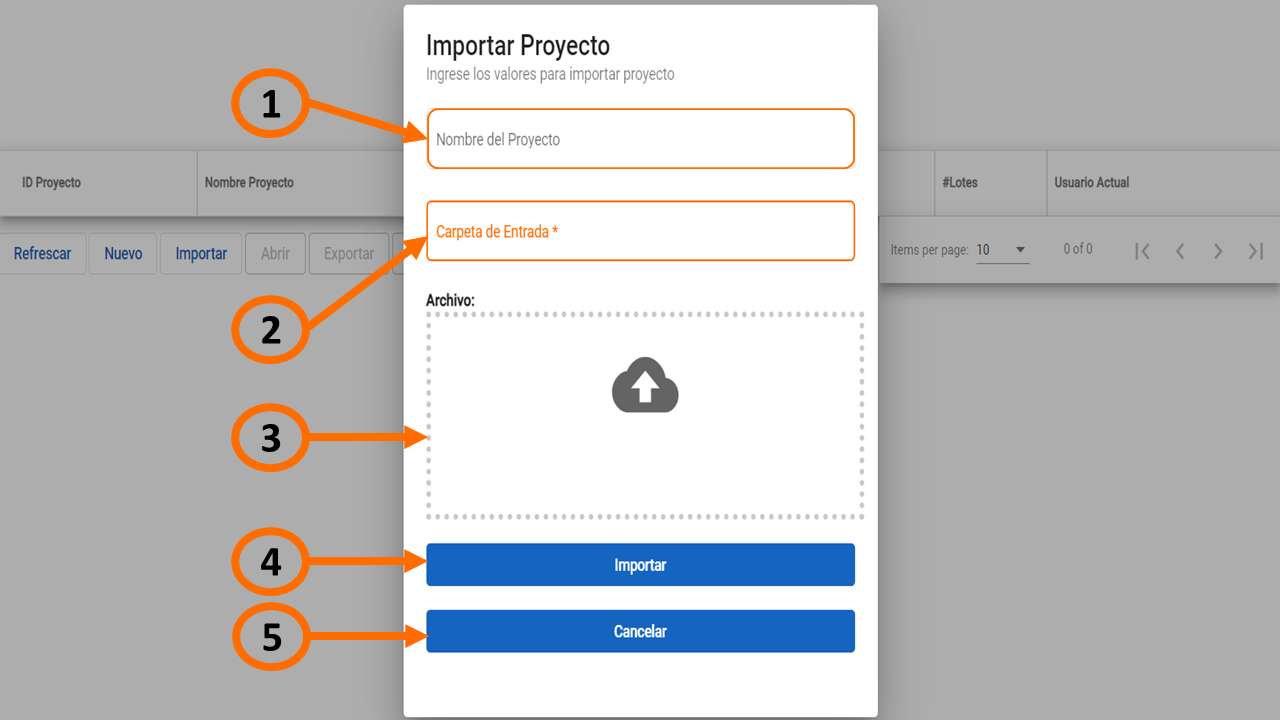 Importar Proyecto
Ingrese los valores para importar proyecto
1
Nombre del Proyecto
ID Proyecto
Nombre Proyecto
#Lotes
Usuario Actual
Carpeta de Entrada *
Refrescar
Nuevo
Importar
Abrir
Exportar
Items per page:
10
0 of 0
2
Archivo:
3
4
Importar
5
Cancelar